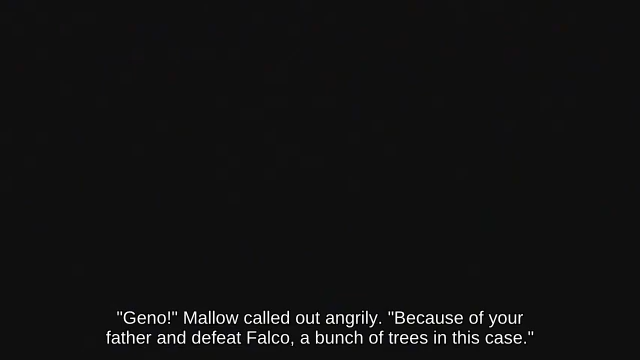 "Geno!" Mallow called out angrily. "Because of your
father and defeat Falco, a bunch of trees in this case."